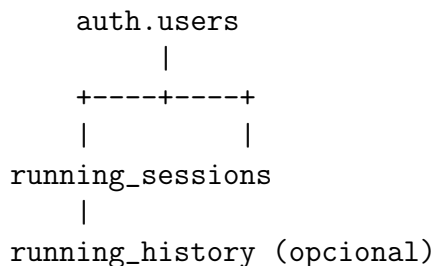 auth.users
|
+----+----+
| |
running_sessions
|
running_history (opcional)